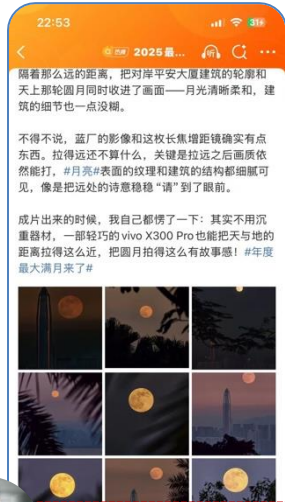 22:53
31
热搜 2025最...
听
隔着那么远的距离，把对岸平安大厦建筑的轮廓和
天上那轮圆月同时收进了画面——月光清晰柔和，建
筑的细节也一点没糊。
不得不说，蓝厂的影像和这枚长焦增距镜确实有点
东西。拉得远还不算什么，关键是拉远之后画质依
然能打，#月亮#表面的纹理和建筑的结构都细腻可
见，像是把远处的诗意稳稳“请”到了眼前。
成片出来的时候，我自己都愣了一下：其实不用沉
重器材，一部轻巧的vivo X300 Pro也能把天与地的
距离拉得这么近，把圆月拍得这么有故事感！#年度
最大满月来了#